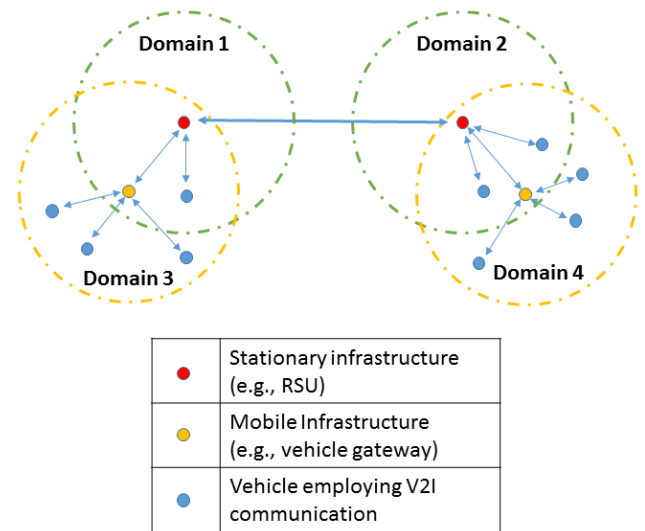 Domain 1
Domain 2
Domain 3
Domain 4
Stationary infrastructure
(e.g., RSU)
Mobile Infrastructure
(e.g., vehicle gateway)
Vehicle employing V2I
communication